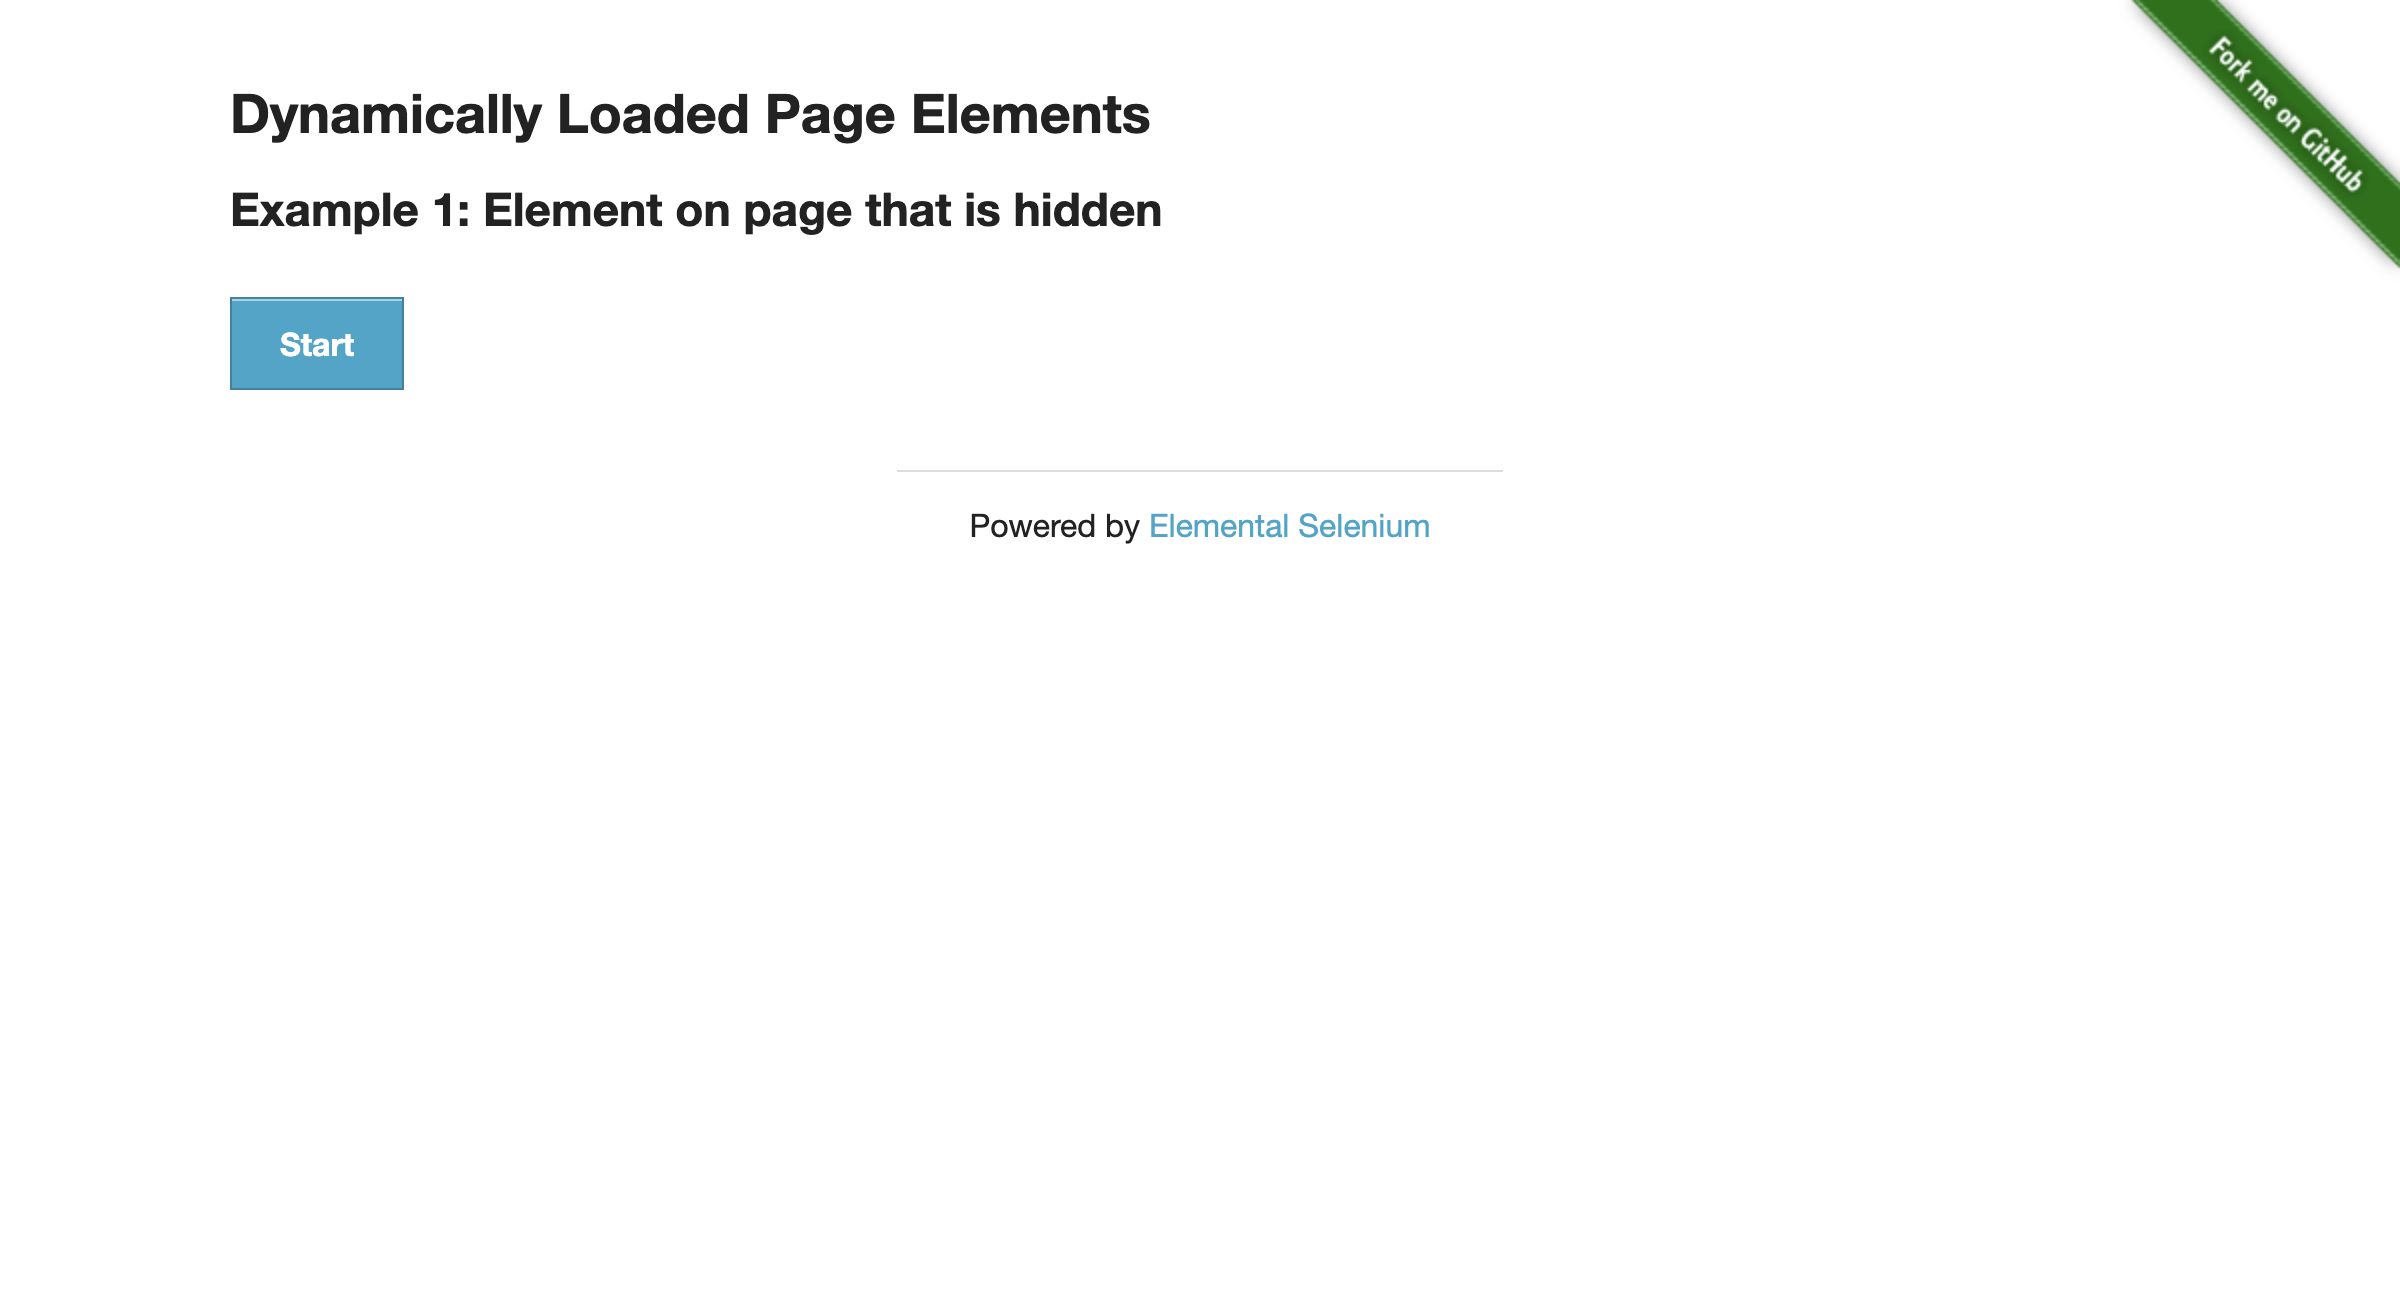 Fork me on GitHub
Dynamically Loaded Page Elements
Example 1: Element on page that is hidden
Start
Powered by Elemental Selenium